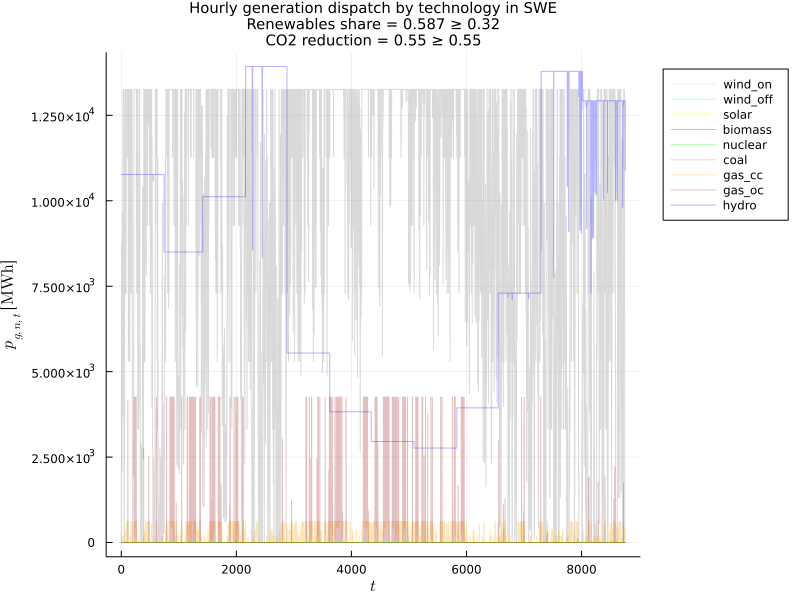 Hourly generation dispatch by technology in SWE
Renewables share = 0.587 ≥ 0.32
CO2 reduction = 0.55 ≥ 0.55
1.250×10⁴
1.000×10⁴
7.500×10³
5.000×10³
2.500×10³
0
p_{g,n,t} [MWh]
0 2000 4000 6000 8000
t
wind_on
wind_off
solar
biomass
nuclear
coal
gas_cc
gas_oc
hydro